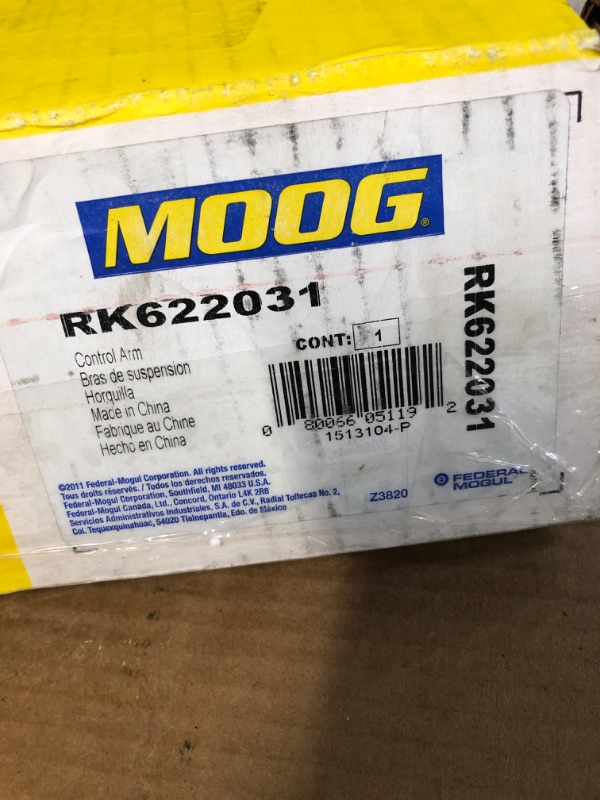 MOOG®
RK622031
CONT: 1
Control Arm
Bras de suspension
Horquilla
Made in China
Fabriqué au Chine
Hecho en China
0 80066 05119 2
1513104-P
RK622031
©2011 Federal-Mogul Corporation. All rights reserved.
Tous droits réservés. / Todos los derechos reservados.
Federal-Mogul Corporation, Southfield, MI 48033 U.S.A.
Federal-Mogul Canada, Ltd., Concord, Ontario L4K 2R8
Servicios Administrativos Industriales, S.A. de C.V., Radial Toltecas No. 2,
Col. Tequexquinahuac, 54020 Tlalnepantla, Edo. de México
Z3820
FEDERAL
MOGUL